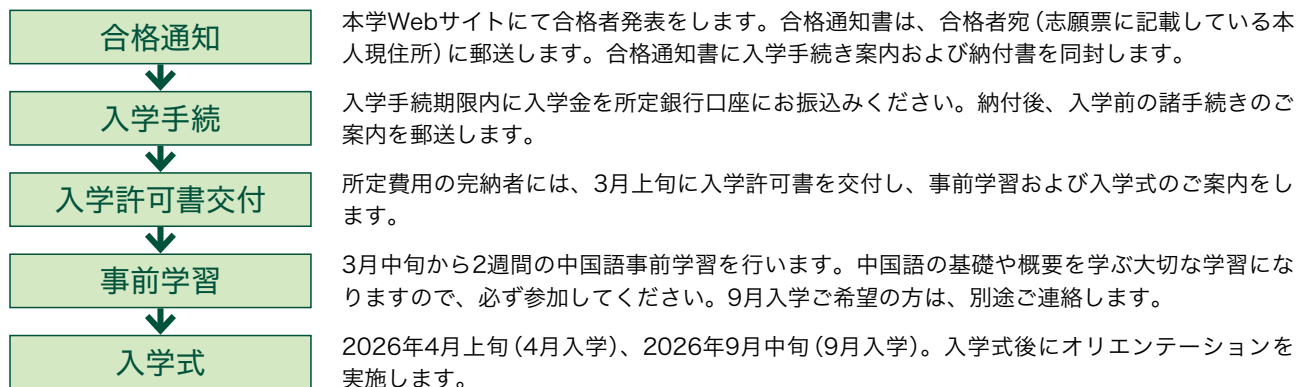 合格通知
本学Webサイトにて合格者発表をします。合格通知書は、合格者宛(志願票に記載している本
人現住所)に郵送します。合格通知書に入学手続き案内および納付書を同封します。
入学手続
入学手続期限内に入学金を所定銀行口座にお振込みください。納付後、入学前の諸手続きのご
案内を郵送します。
入学許可書交付
所定費用の完納者には、3月上旬に入学許可書を交付し、事前学習および入学式のご案内をし
ます。
事前学習
3月中旬から2週間の中国語事前学習を行います。中国語の基礎や概要を学ぶ大切な学習にな
りますので、必ず参加してください。9月入学ご希望の方は、別途ご連絡します。
入学式
2026年4月上旬(4月入学)、2026年9月中旬(9月入学)。入学式後にオリエンテーションを
実施します。